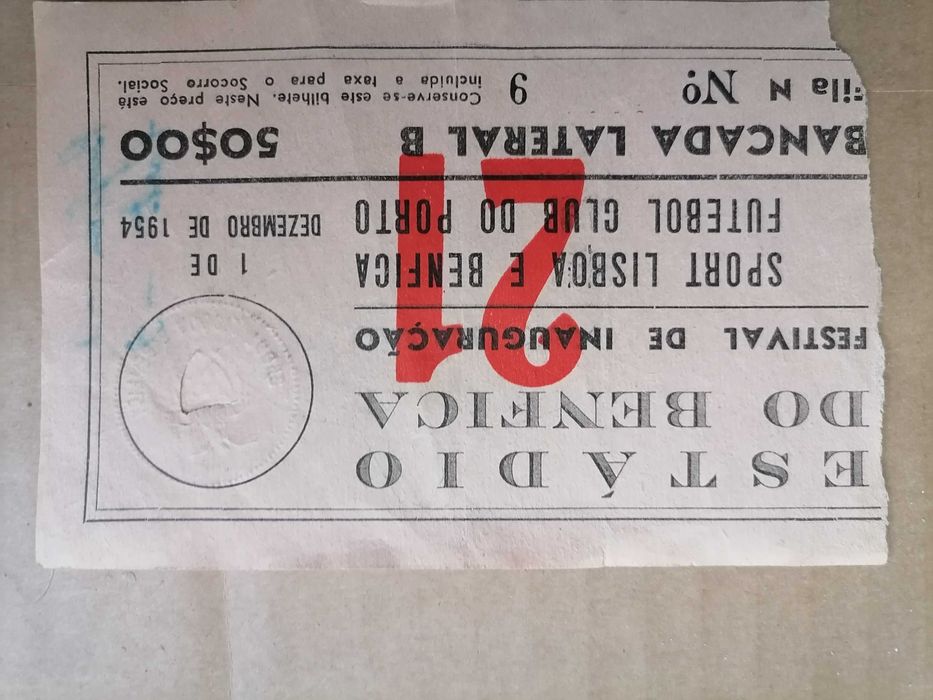 ESTÁDIO
DO BENFICA
FESTIVAL DE INAUGURAÇÃO
SPORT LISBOA E BENFICA
FUTEBOL CLUB DO PORTO
1 DE
DEZEMBRO DE 1954
21
BANCADA LATERAL B 50$00
Fila N Nº 6
Conserve-se este bilhete. Neste preço está
incluída a taxa para o Socorro Social.